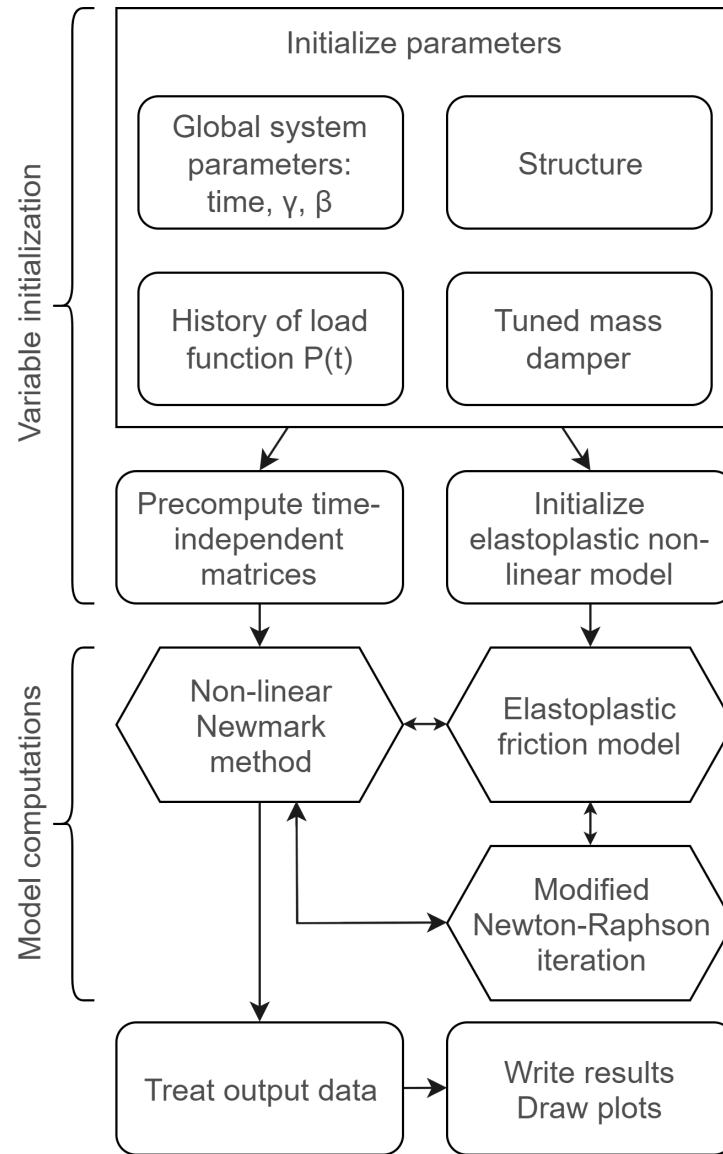 Initialize parameters
Global system
parameters:
time, γ, β
Structure
History of load
function P(t)
Tuned mass
damper
Variable initialization
Precompute time-
independent
matrices
Initialize
elastoplastic non-
linear model
Non-linear
Newmark
method
Elastoplastic
friction model
Modified
Newton-Raphson
iteration
Model computations
Treat output data
Write results
Draw plots